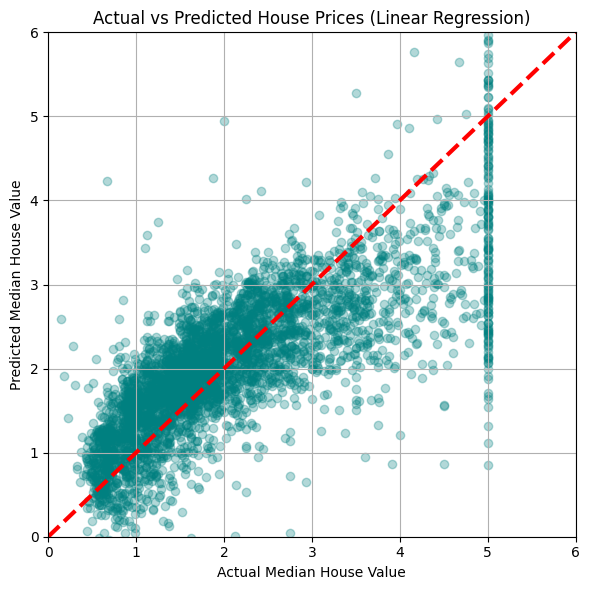 Actual vs Predicted House Prices (Linear Regression)
6
5
4
3
2
1
0
Predicted Median House Value
0 1 2 3 4 5 6
Actual Median House Value